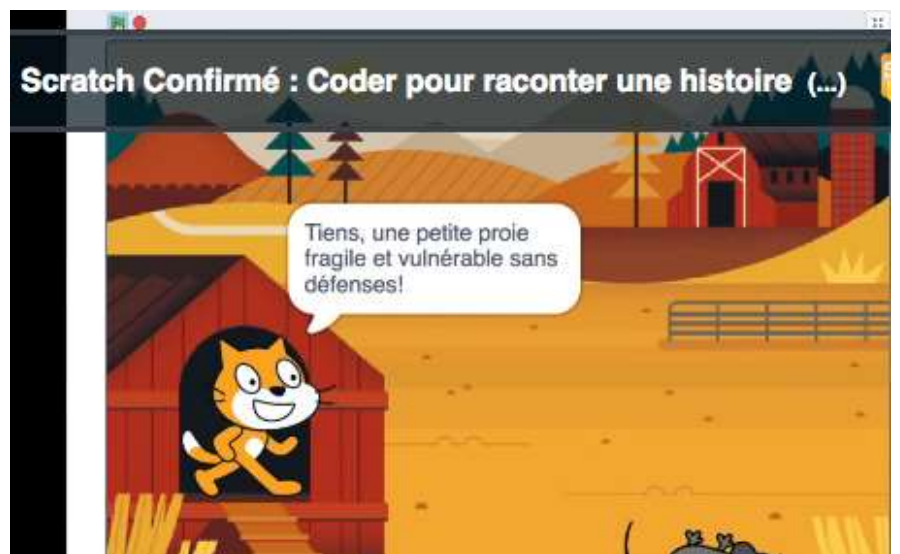 Scratch Confirmé : Coder pour raconter une histoire (...)
Tiens, une petite proie
fragile et vulnérable sans
défenses!